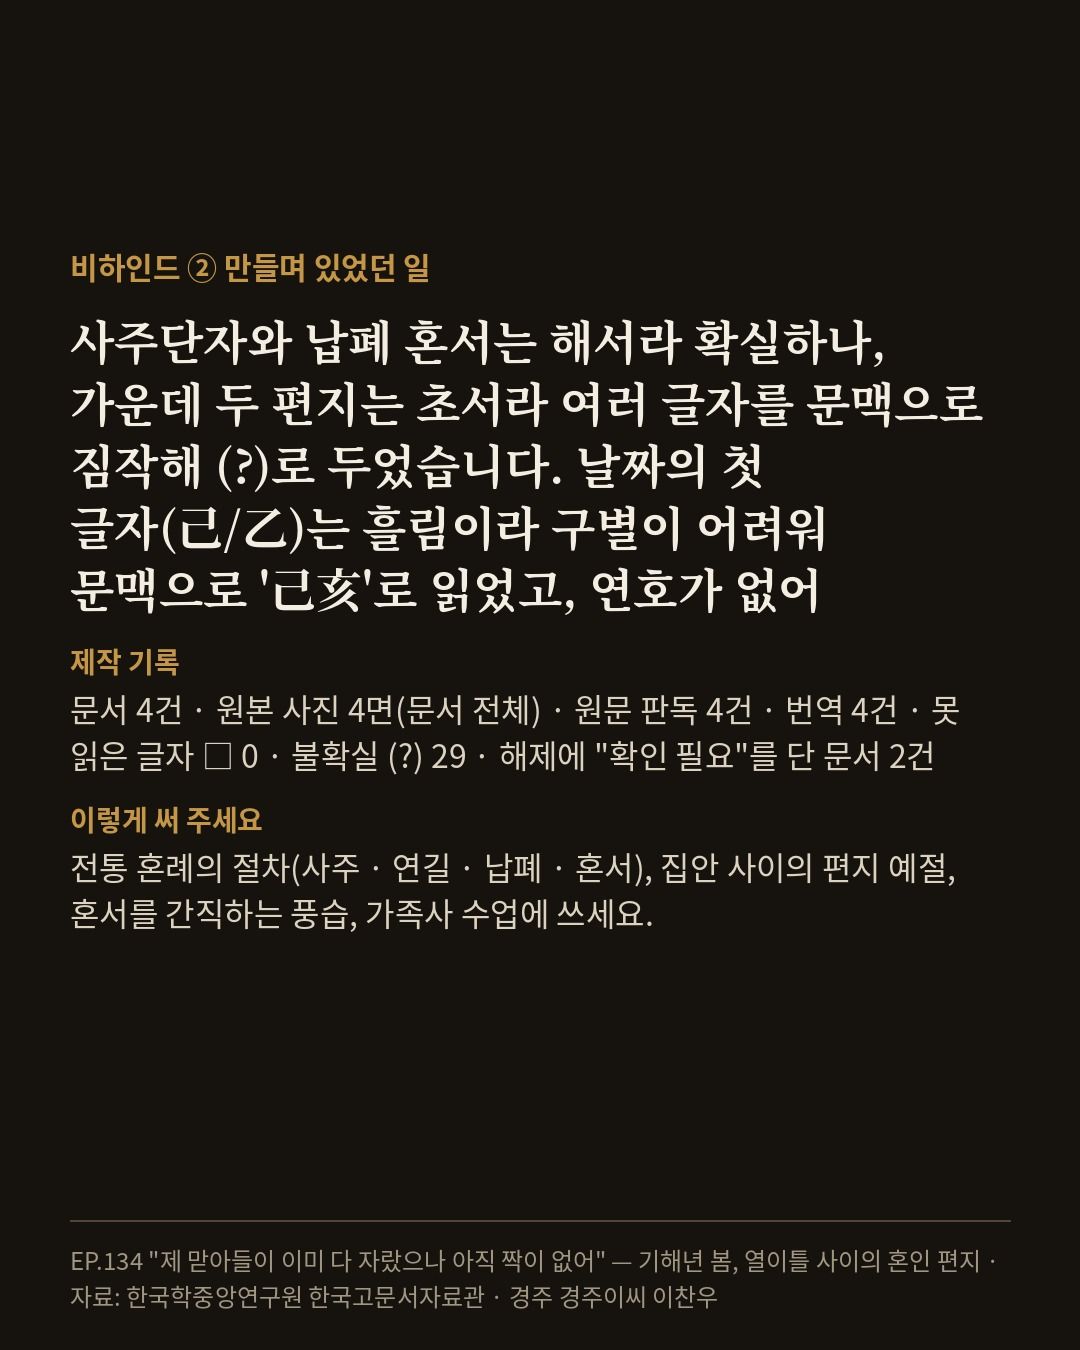 비하인드 ② 만들며 있었던 일
사주단자와 납폐 혼서는 해서라 확실하나,
가운데 두 편지는 초서라 여러 글자를 문맥으로
짐작해 (?)로 두었습니다. 날짜의 첫
글자(己/乙)는 흘림이라 구별이 어려워
문맥으로 '己亥'로 읽었고, 연호가 없어
제작 기록
문서 4건 · 원본 사진 4면(문서 전체) · 원문 판독 4건 · 번역 4건 · 못
읽은 글자 □ 0 · 불확실 (?) 29 · 해제에 "확인 필요"를 단 문서 2건
이렇게 써 주세요
전통 혼례의 절차(사주 · 연길 · 납폐 · 혼서), 집안 사이의 편지 예절,
혼서를 간직하는 풍습, 가족사 수업에 쓰세요.
EP.134 "제 맏아들이 이미 다 자랐으나 아직 짝이 없어" — 기해년 봄, 열이틀 사이의 혼인 편지 ·
자료: 한국학중앙연구원 한국고문서자료관 · 경주 경주이씨 이찬우